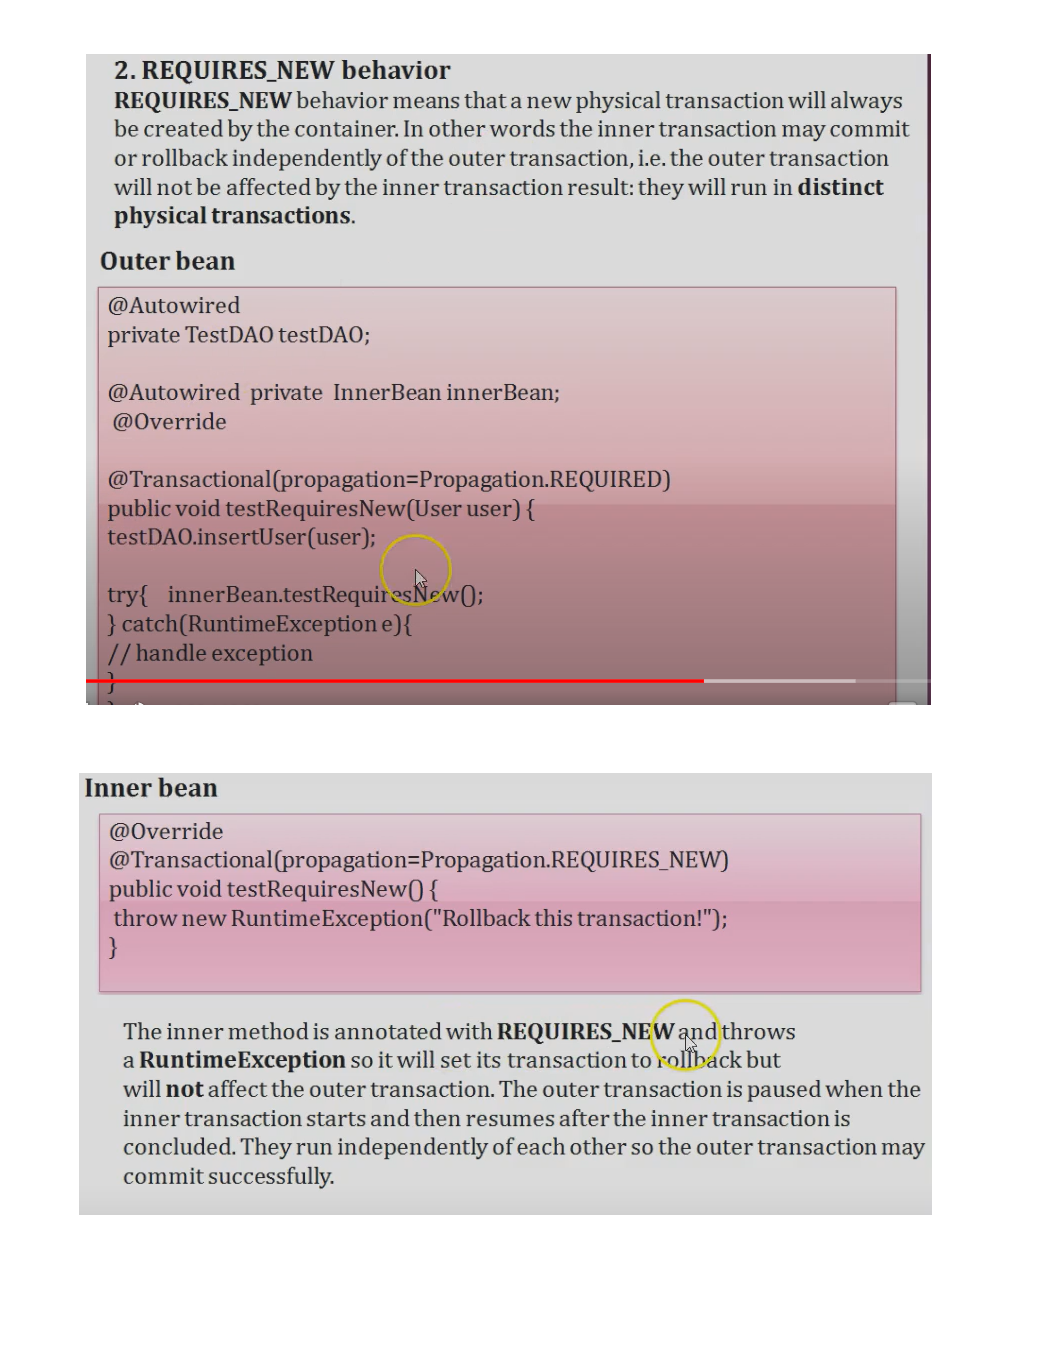 2. REQUIRES_NEW behavior
REQUIRES_NEW behavior means that a new physical transaction will always
be created by the container. In other words the inner transaction may commit
or rollback independently of the outer transaction, i.e. the outer transaction
will not be affected by the inner transaction result: they will run in distinct
physical transactions.
Outer bean
@Autowired
private TestDAO testDAO;
@Autowired private InnerBean innerBean;
@Override
@Transactional(propagation=Propagation.REQUIRED)
public void testRequiresNew(User user) {
testDAO.insertUser(user);
try{ innerBean.testRequiresNew();
} catch(RuntimeException e){
// handle exception
}
}
Inner bean
@Override
@Transactional(propagation=Propagation.REQUIRES_NEW)
public void testRequiresNew() {
throw new RuntimeException("Rollback this transaction!");
}
The inner method is annotated with REQUIRES_NEW and throws
a RuntimeException so it will set its transaction to rollback but
will not affect the outer transaction. The outer transaction is paused when the
inner transaction starts and then resumes after the inner transaction is
concluded. They run independently of each other so the outer transaction may
commit successfully.